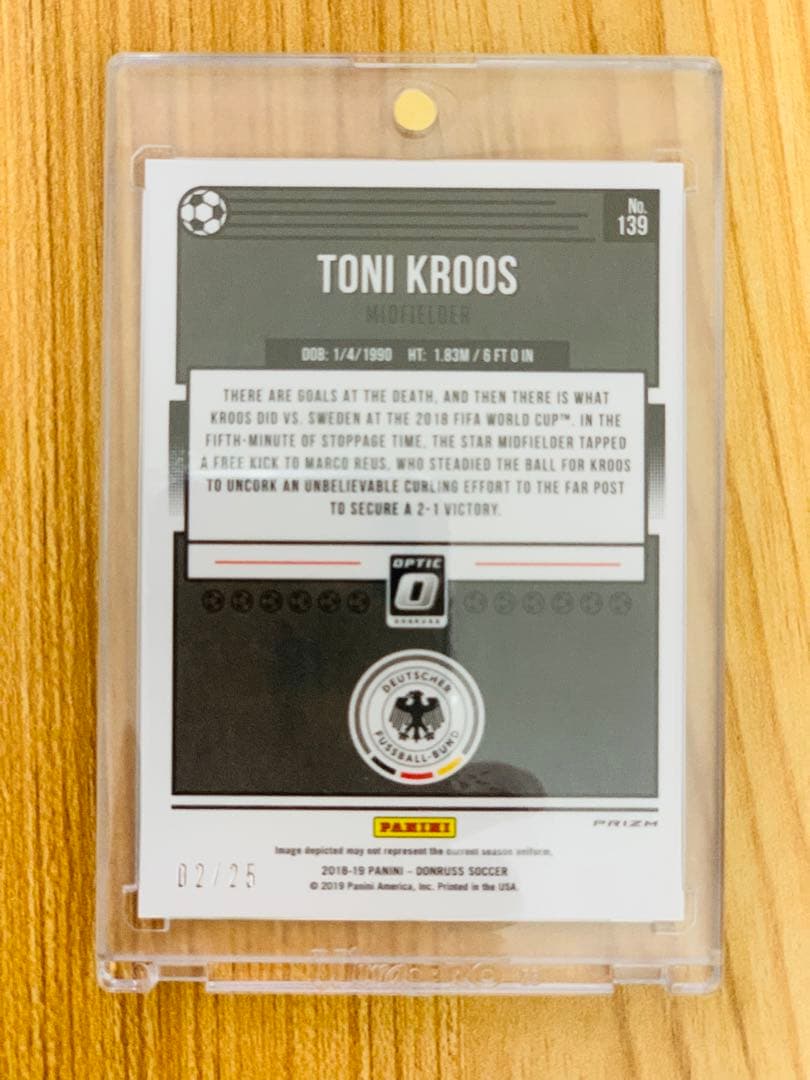 No.
139
TONI KROOS
MIDFIELDER
DOB: 1/4/1990 HT: 1.83M / 6 FT 0 IN
THERE ARE GOALS AT THE DEATH, AND THEN THERE IS WHAT
KROOS DID VS. SWEDEN AT THE 2018 FIFA WORLD CUP™. IN THE
FIFTH-MINUTE OF STOPPAGE TIME, THE STAR MIDFIELDER TAPPED
A FREE KICK TO MARCO REUS, WHO STEADIED THE BALL FOR KROOS
TO UNCORK AN UNBELIEVABLE CURLING EFFORT TO THE FAR POST
TO SECURE A 2-1 VICTORY.
OPTIC
O
DONRUSS
DEUTSCHER
FUSSBALL-BUND
PANINI
PRIZM
Image depicted may not represent the current season uniform.
02/25
2018-19 PANINI - DONRUSS SOCCER
© 2019 Panini America, Inc. Printed in the USA.